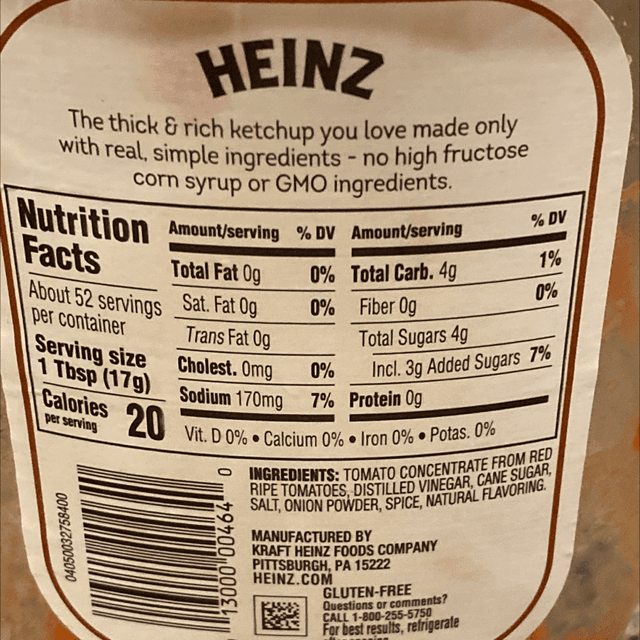 HEINZ
The thick & rich ketchup you love made only
with real, simple ingredients - no high fructose
corn syrup or GMO ingredients.
Nutrition
Facts
About 52 servings
per container
Serving size
1 Tbsp (17g)
Calories
per serving
20
Amount/serving % DV
Total Fat 0g 0%
Sat. Fat 0g 0%
Trans Fat 0g
Cholest. 0mg 0%
Sodium 170mg 7%
Amount/serving % DV
Total Carb. 4g 1%
Fiber 0g 0%
Total Sugars 4g
Incl. 3g Added Sugars 7%
Protein 0g
Vit. D 0% • Calcium 0% • Iron 0% • Potas. 0%
04050032758400
13000 00464 0
INGREDIENTS: TOMATO CONCENTRATE FROM RED
RIPE TOMATOES, DISTILLED VINEGAR, CANE SUGAR,
SALT, ONION POWDER, SPICE, NATURAL FLAVORING.
MANUFACTURED BY
KRAFT HEINZ FOODS COMPANY
PITTSBURGH, PA 15222
HEINZ.COM
GLUTEN-FREE
Questions or comments?
CALL 1-800-255-5750
For best results, refrigerate